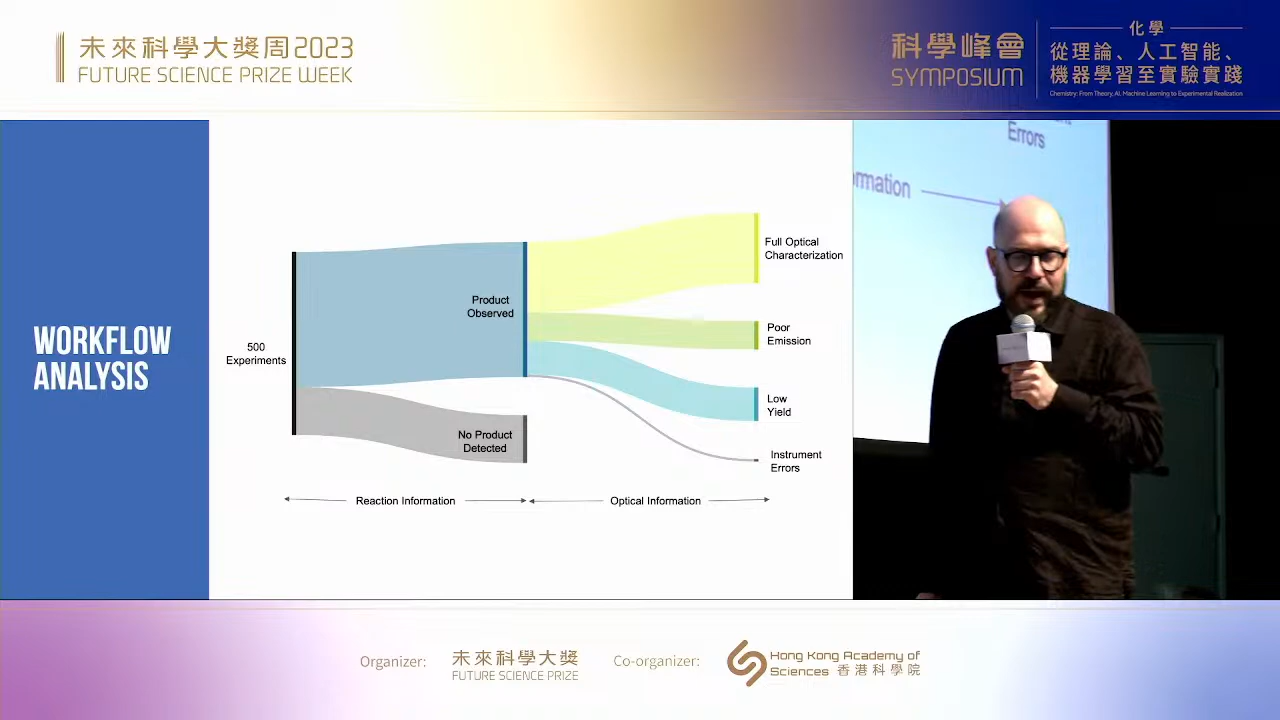 未來科學大獎周2023
FUTURE SCIENCE PRIZE WEEK
科學峰會
SYMPOSIUM
化學
從理論、人工智能、
機器學習至實驗實踐
Chemistry: From Theory, AI, Machine Learning to Experimental Realization
WORKFLOW
ANALYSIS
500
Experiments
Product
Observed
No Product
Detected
Full Optical
Characterization
Poor
Emission
Low
Yield
Instrument
Errors
Reaction Information
Optical Information
Errors
rmation
Organizer:
未來科學大獎
FUTURE SCIENCE PRIZE
Co-organizer:
Hong Kong Academy of
Sciences 香港科學院